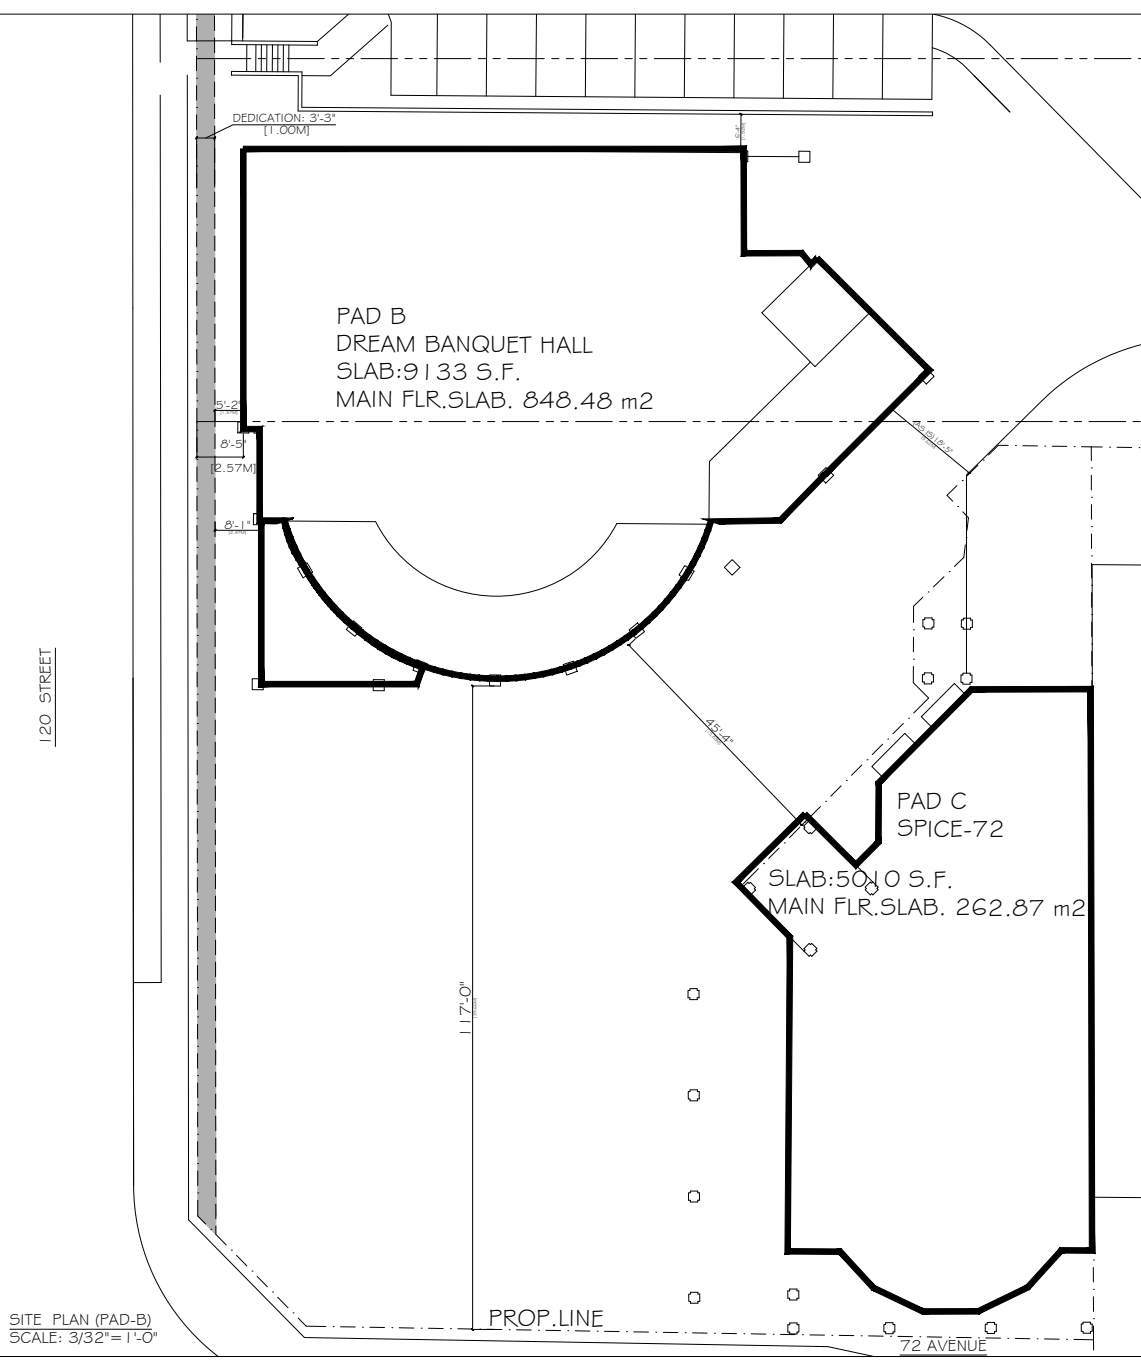 DEDICATION: 3'-3"
[1.00M]
PAD B
DREAM BANQUET HALL
SLAB:9133 S.F.
MAIN FLR.SLAB. 848.48 m2
5'-2"
8'-5"
[2.57M]
8'-1"
120 STREET
45'-4"
PAD C
SPICE-72
SLAB:5010 S.F.
MAIN FLR.SLAB. 262.87 m2
117'-0"
PROP.LINE
SITE PLAN (PAD-B)
SCALE: 3/32"= 1'-0"
72 AVENUE